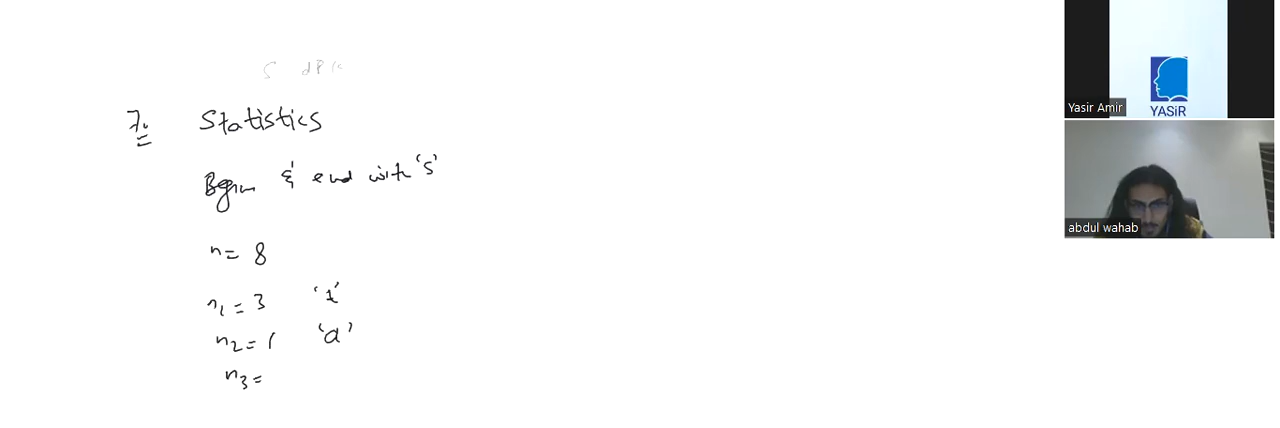 7. Statistics
Begin & end with 's'
n = 8
n1 = 3 't'
n2 = 1 'a'
n3 =
Yasir Amir
YASiR
abdul wahab